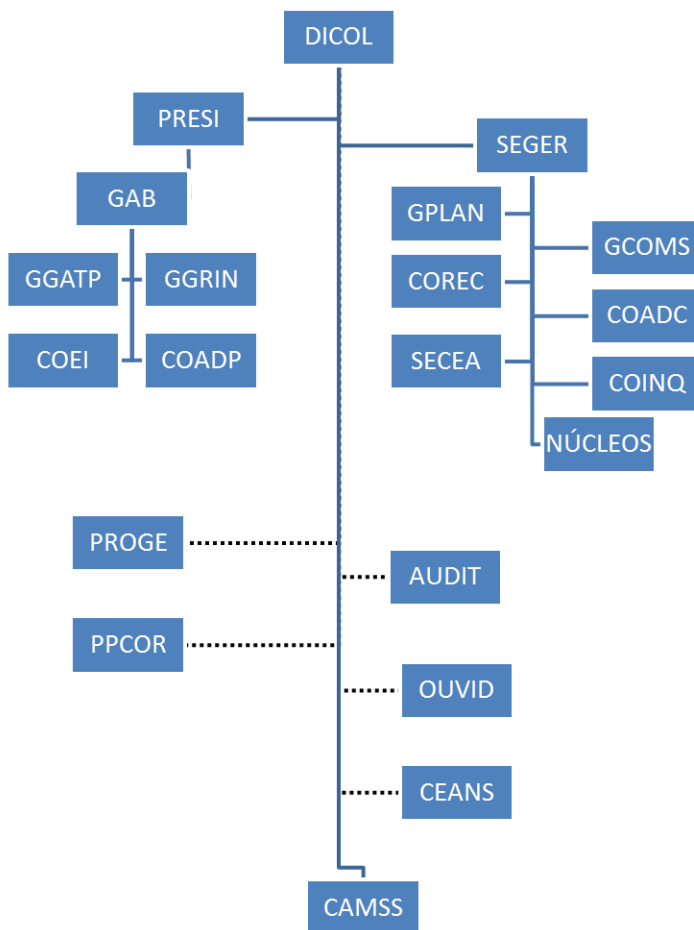 DICOL
PRESI
SEGER
GAB
GPLAN
GCOMS
GGATP
GGRIN
COREC
COADC
COEI
COADP
SECEA
COINQ
NÚCLEOS
PROGE
AUDIT
PPCOR
OUVID
CEANS
CAMSS